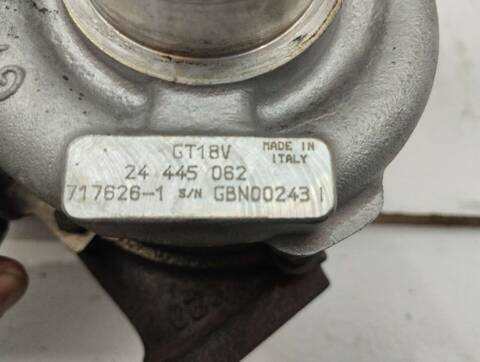 GT18V MADE IN
24 445 062 ITALY
717626-1 S/N GBN00243 I